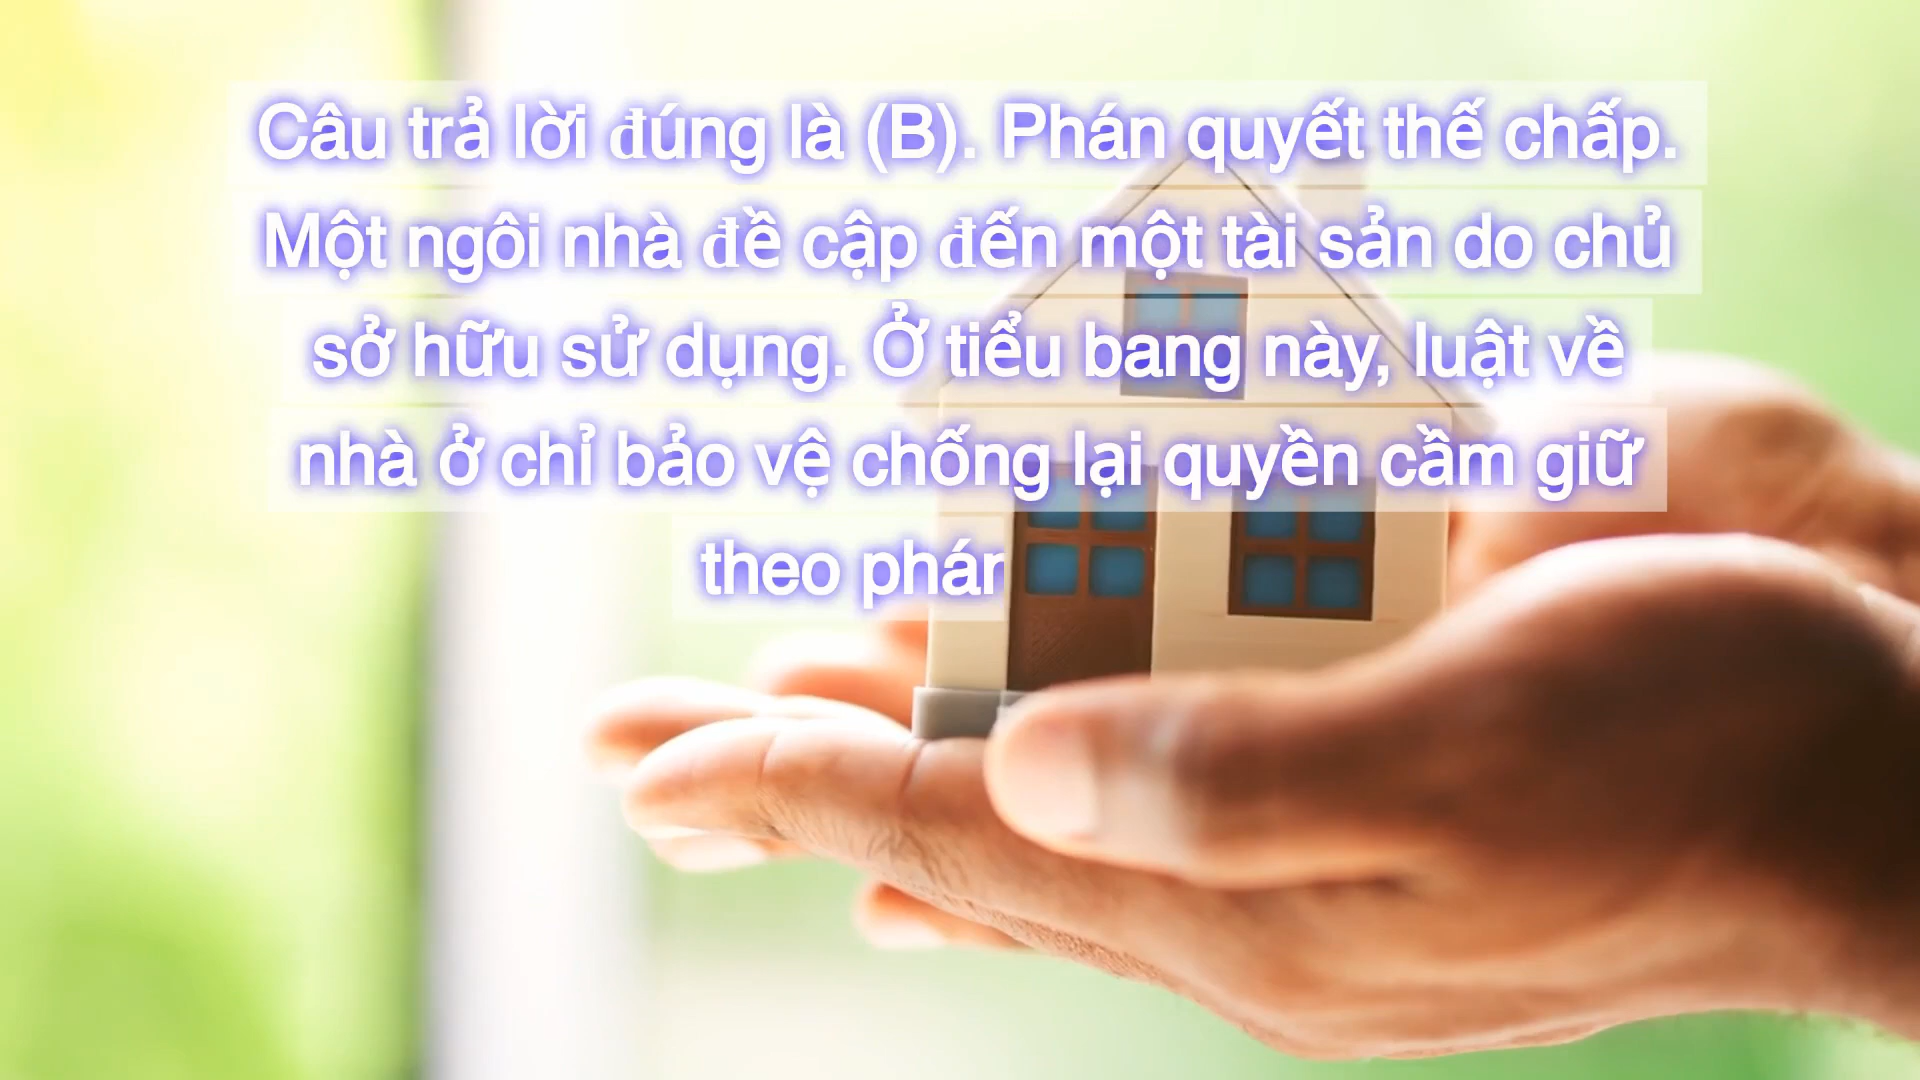 Câu trả lời đúng là (B). Phán quyết thế chấp.
Một ngôi nhà đề cập đến một tài sản do chủ
sở hữu sử dụng. Ở tiểu bang này, luật về
nhà ở chỉ bảo vệ chống lại quyền cầm giữ
theo phán